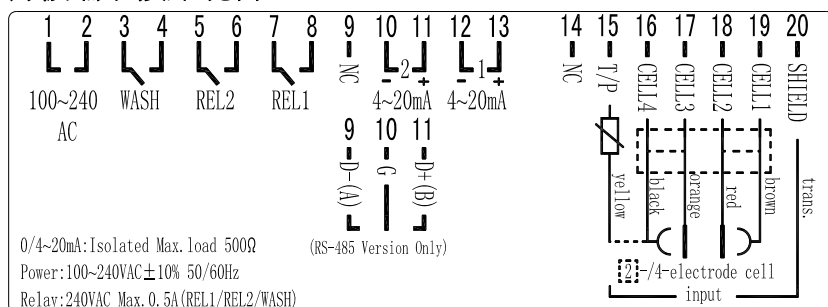 1 2 3 4 5 6 7 8 9 10 11 12 13 14 15 16 17 18 19 20
100~240 AC
WASH
REL2
REL1
NC
- 2 +
4~20mA
- 1 +
4~20mA
NC
T/P
CELL4
CELL3
CELL2
CELL1
SHIELD
9 10 11
D-(A)
G
D+(B)
(RS-485 Version Only)
yellow
black
orange
red
brown
trans.
2-/4-electrode cell
input
0/4~20mA:Isolated Max.load 500Ω
Power:100~240VAC±10% 50/60Hz
Relay:240VAC Max.0.5A(REL1/REL2/WASH)